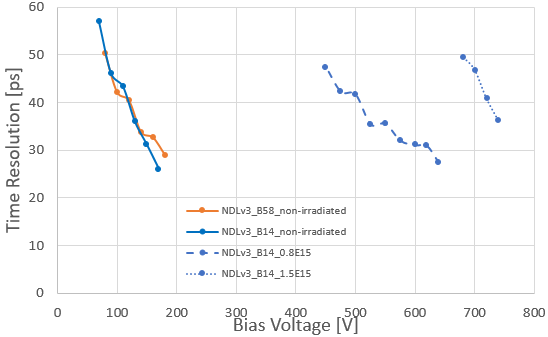 60
50
40
30
20
10
0
Time Resolution [ps]
NDLv3_B58_non-irradiated
NDLv3_B14_non-irradiated
NDLv3_B14_0.8E15
NDLv3_B14_1.5E15
0 100 200 300 400 500 600 700 800
Bias Voltage [V]